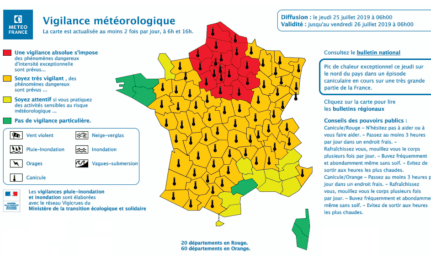 METEO
FRANCE
Vigilance météorologique
La carte est actualisée au moins 2 fois par jour, à 6h et 16h.
Diffusion : le jeudi 25 juillet 2019 à 06h00
Validité : jusqu'au vendredi 26 juillet 2019 à 06h00
Une vigilance absolue s'impose
des phénomènes dangereux
d'intensité exceptionnelle
sont prévus...
Soyez très vigilant , des
phénomènes dangereux
sont prévus...
Soyez attentif si vous pratiquez
des activités sensibles au risque
météorologique ...
Pas de vigilance particulière.
Vent violent
Neige-verglas
Pluie-Inondation
Inondation
Orages
Vagues-submersion
Canicule
Les vigilances pluie-inondation
et inondation sont élaborées
avec le réseau Vigicrues du
Ministère de la transition écologique et solidaire
20 départements en Rouge.
60 départements en Orange.
Consultez le bulletin national
Pic de chaleur exceptionnel ce jeudi sur
le nord du pays dans un épisode
caniculaire en cours sur une très grande
partie de la France.
Cliquez sur la carte pour lire
les bulletins régionaux
Conseils des pouvoirs publics :
Canicule/Rouge – N'hésitez pas à aider ou à
vous faire aider. – Passez au moins 3 heures
par jour dans un endroit frais. –
Rafraîchissez vous, mouillez vous le corps
plusieurs fois par jour. – Buvez fréquemment
et abondamment même sans soif. – Evitez de
sortir aux heures les plus chaudes.
Canicule/Orange – Passez au moins 3 heures p
jour dans un endroit frais. – Rafraîchissez
vous, mouillez vous le corps plusieurs fois
par jour. – Buvez fréquemment et abondamme
même sans soif. – Evitez de sortir aux heures
les plus chaudes.